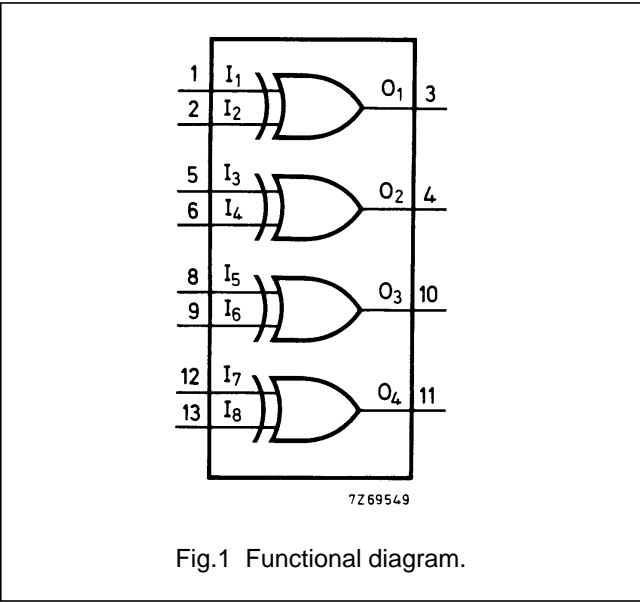 1 I1 O1 3
2 I2
5 I3 O2 4
6 I4
8 I5 O3 10
9 I6
12 I7 O4 11
13 I8
7Z69549
Fig.1 Functional diagram.